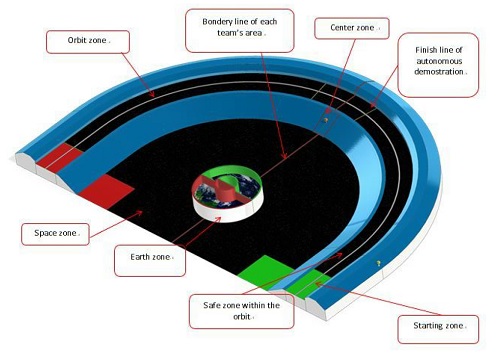 Bondery line of each
team's area
Center zone
Orbit zone
Finish line of
autonomous
demostration.
Space zone
Earth zone
Safe zone within the
orbit
Starting zone